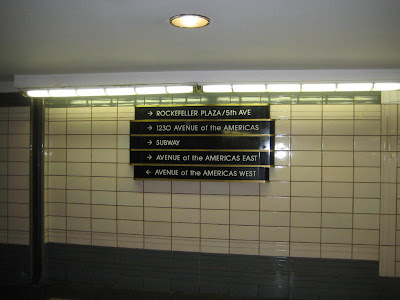 → ROCKEFELLER PLAZA/5th AVE
→ 1230 AVENUE of the AMERICAS
→ SUBWAY
→ AVENUE of the AMERICAS EAST
← AVENUE of the AMERICAS WEST